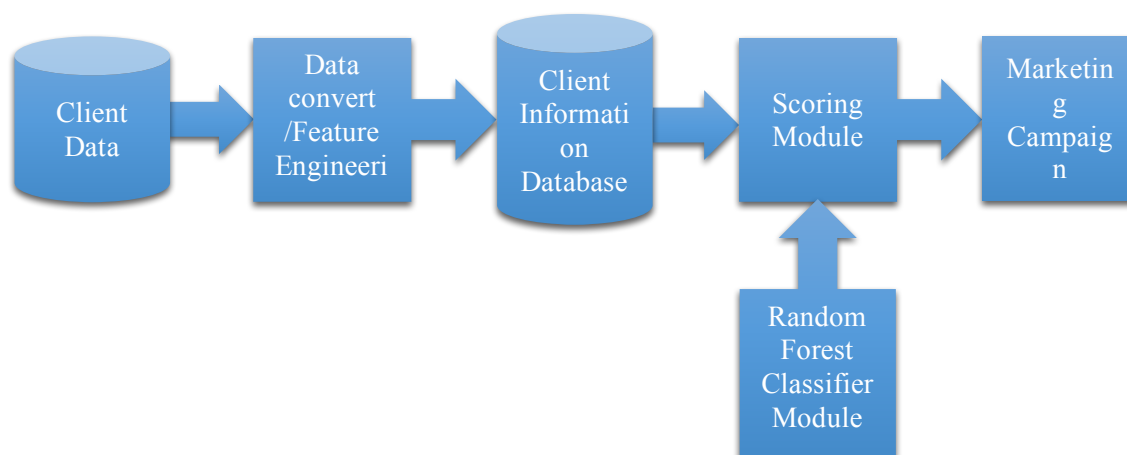 Client
Data
Data
convert
/Feature
Engineeri
Client
Informati
on
Database
Scoring
Module
Marketin
g
Campaig
n
Random
Forest
Classifier
Module